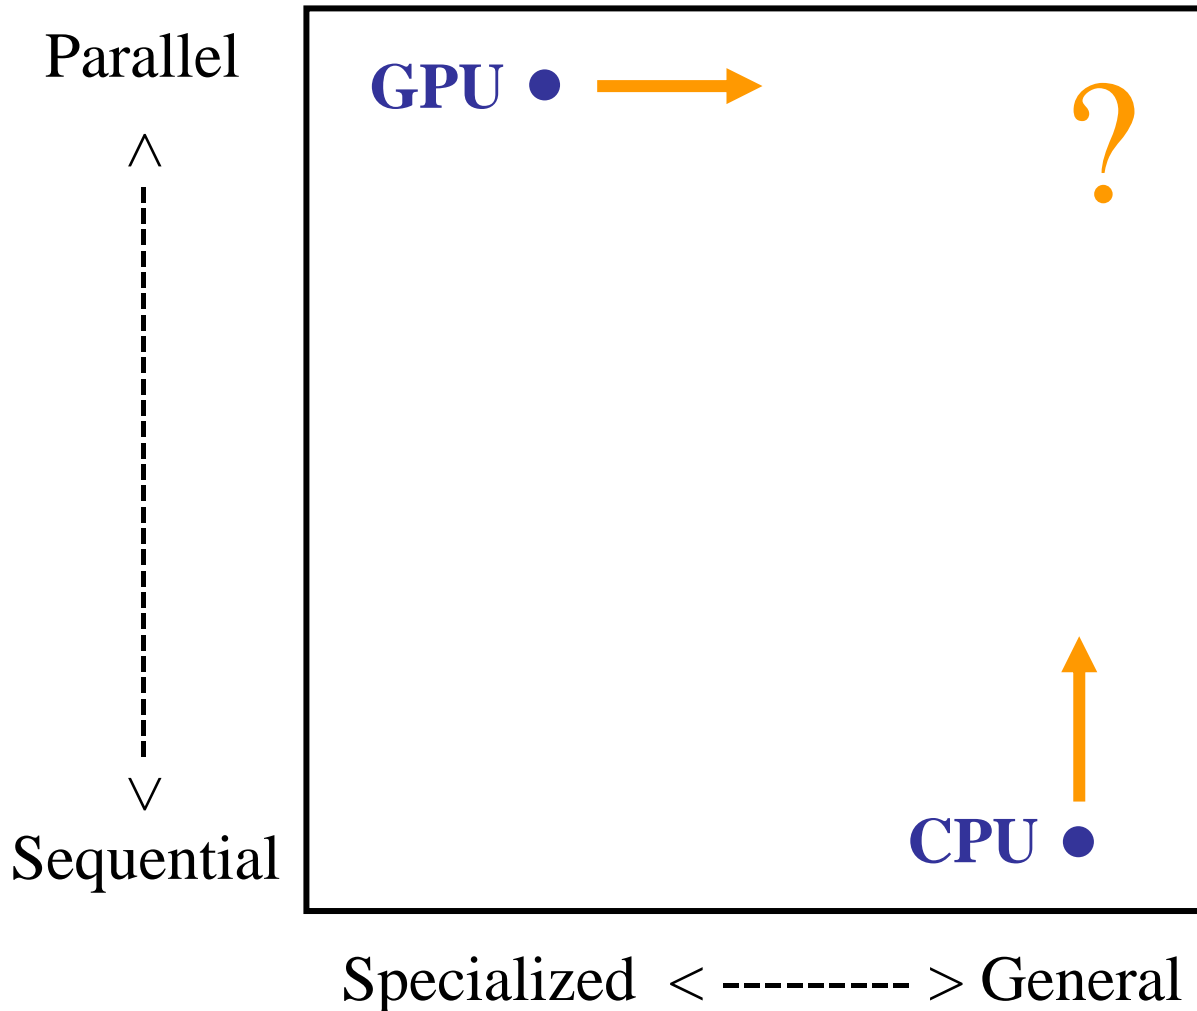 Parallel
GPU
?
^
v
Sequential
CPU
Specialized < --------- > General